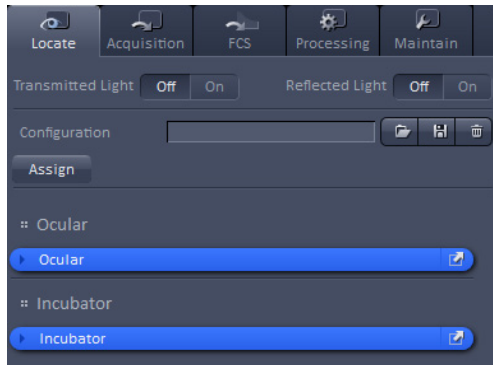 Locate Acquisition FCS Processing Maintain
Transmitted Light Off On Reflected Light Off On
Configuration
Assign
Ocular
Ocular
Incubator
Incubator